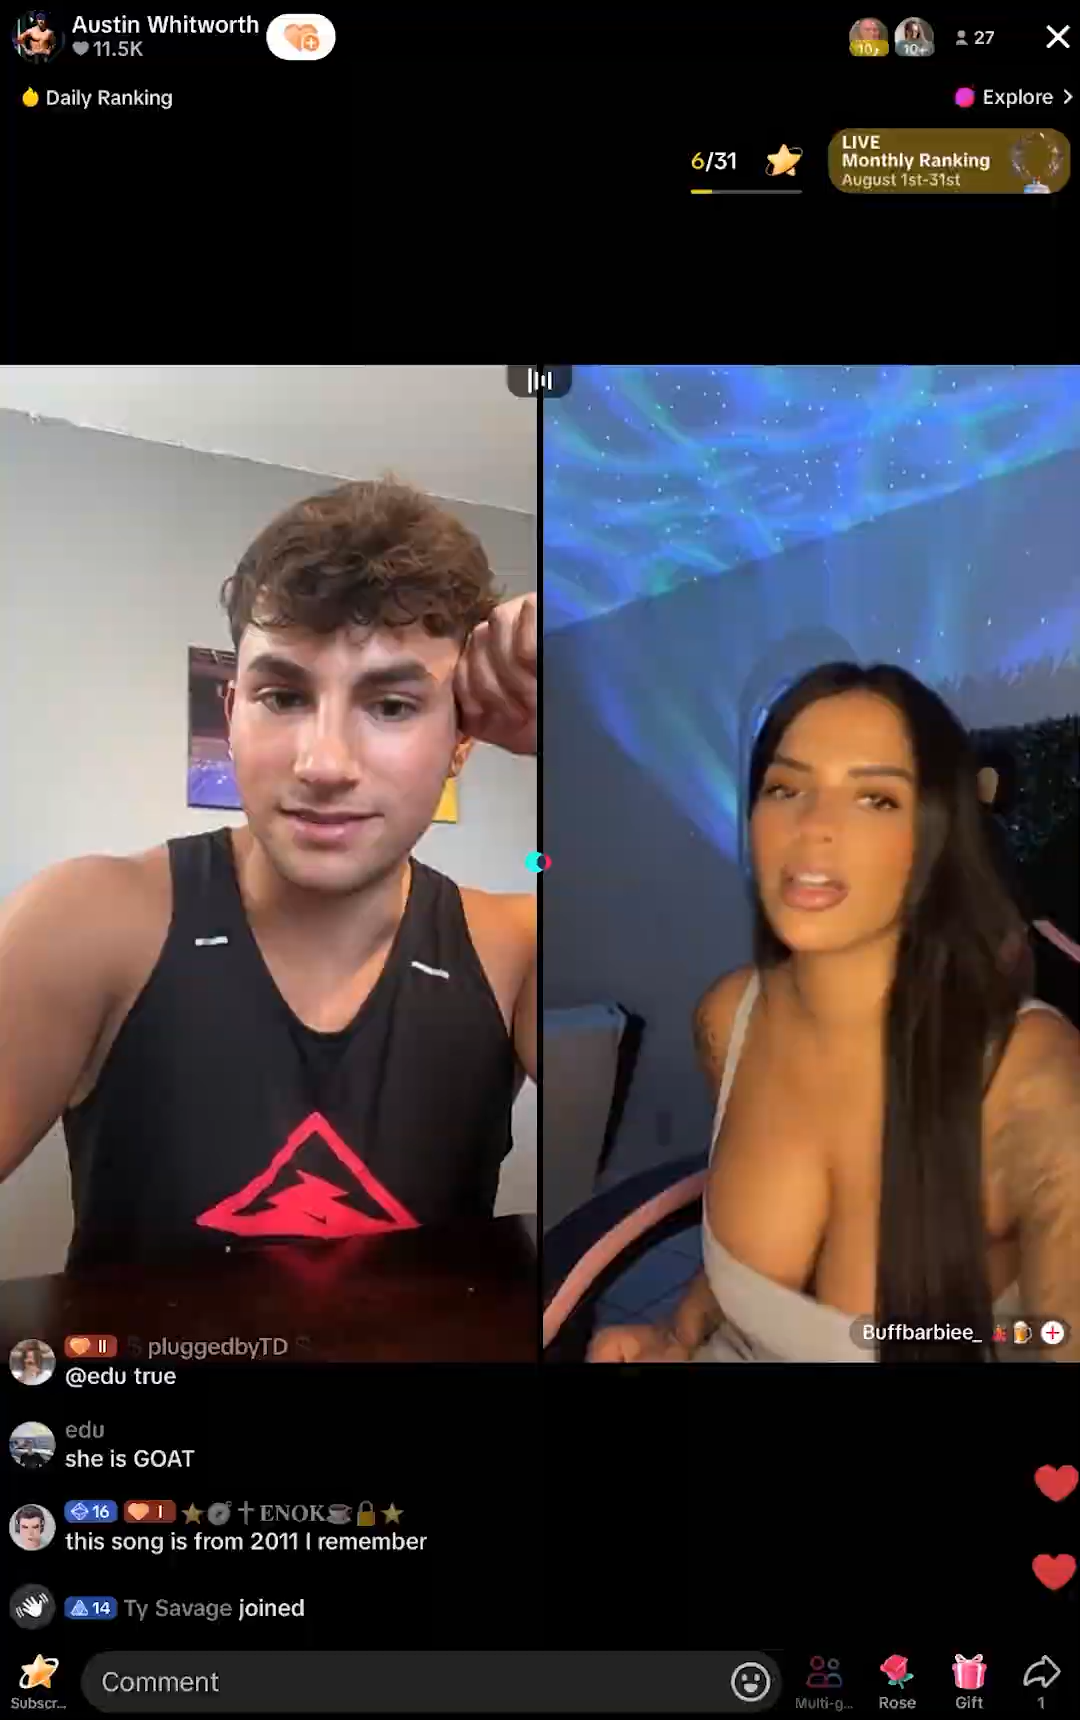 Austin Whitworth
11.5K
10+
27
Daily Ranking
Explore >
6/31
LIVE
Monthly Ranking
August 1st-31st
Buffbarbiee_
II pluggedbyTD
@edu true
edu
she is GOAT
16 I ENOK
this song is from 2011 I remember
14 Ty Savage joined
Comment
Subscr...
Multi-g...
Rose
Gift
1